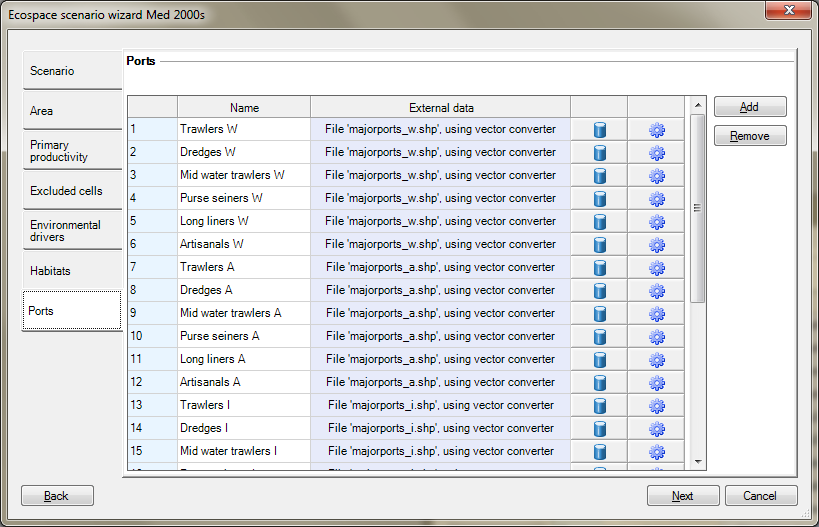 Ecospace scenario wizard Med 2000s
Scenario
Area
Primary
productivity
Excluded cells
Environmental
drivers
Habitats
Ports
Ports
Name External data
1 Trawlers W File 'majorports_w.shp', using vector converter
2 Dredges W File 'majorports_w.shp', using vector converter
3 Mid water trawlers W File 'majorports_w.shp', using vector converter
4 Purse seiners W File 'majorports_w.shp', using vector converter
5 Long liners W File 'majorports_w.shp', using vector converter
6 Artisanals W File 'majorports_w.shp', using vector converter
7 Trawlers A File 'majorports_a.shp', using vector converter
8 Dredges A File 'majorports_a.shp', using vector converter
9 Mid water trawlers A File 'majorports_a.shp', using vector converter
10 Purse seiners A File 'majorports_a.shp', using vector converter
11 Long liners A File 'majorports_a.shp', using vector converter
12 Artisanals A File 'majorports_a.shp', using vector converter
13 Trawlers I File 'majorports_i.shp', using vector converter
14 Dredges I File 'majorports_i.shp', using vector converter
15 Mid water trawlers I File 'majorports_i.shp', using vector converter
Add
Remove
Back
Next
Cancel